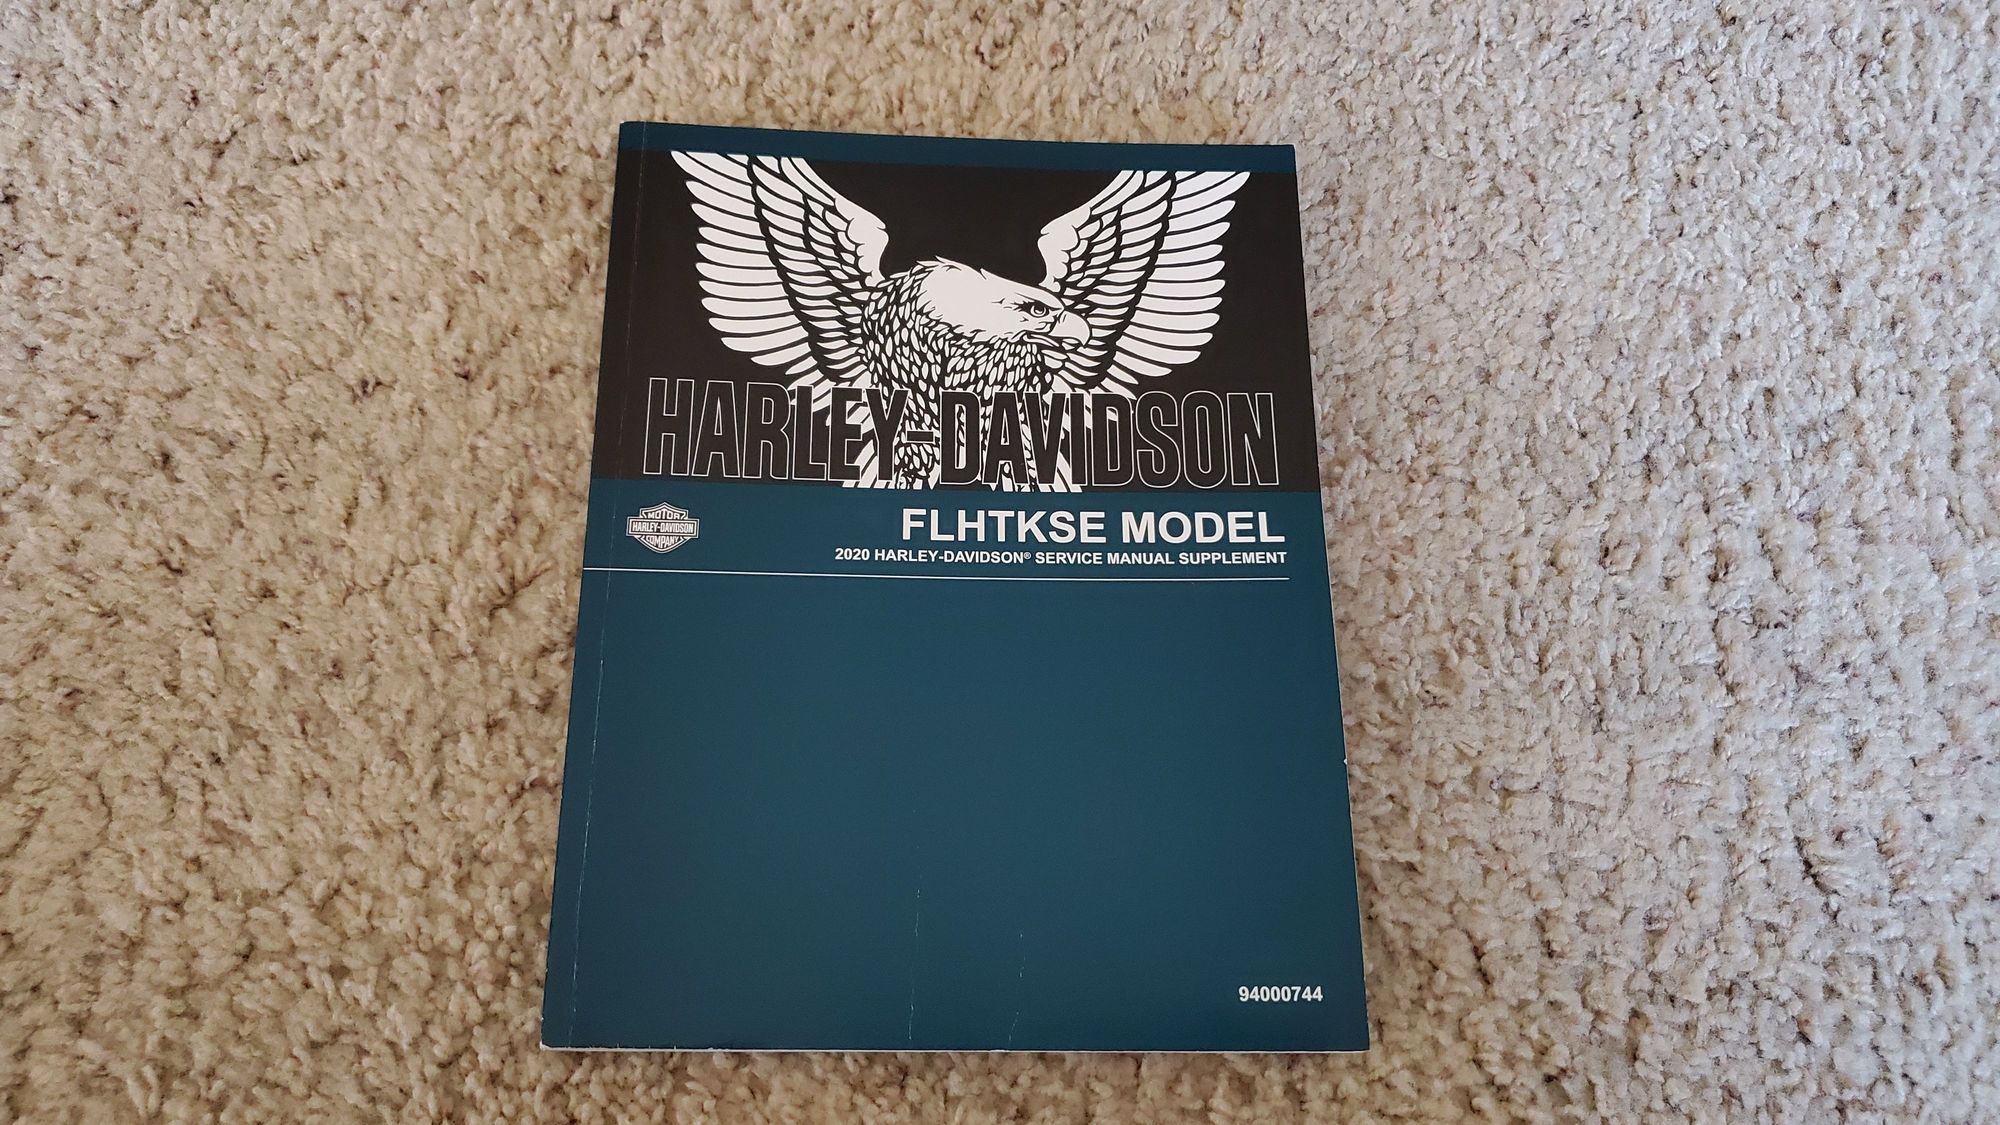 HARLEY-DAVIDSON
MOTOR
HARLEY-DAVIDSON
COMPANY
FLHTKSE MODEL
2020 HARLEY-DAVIDSON® SERVICE MANUAL SUPPLEMENT
94000744